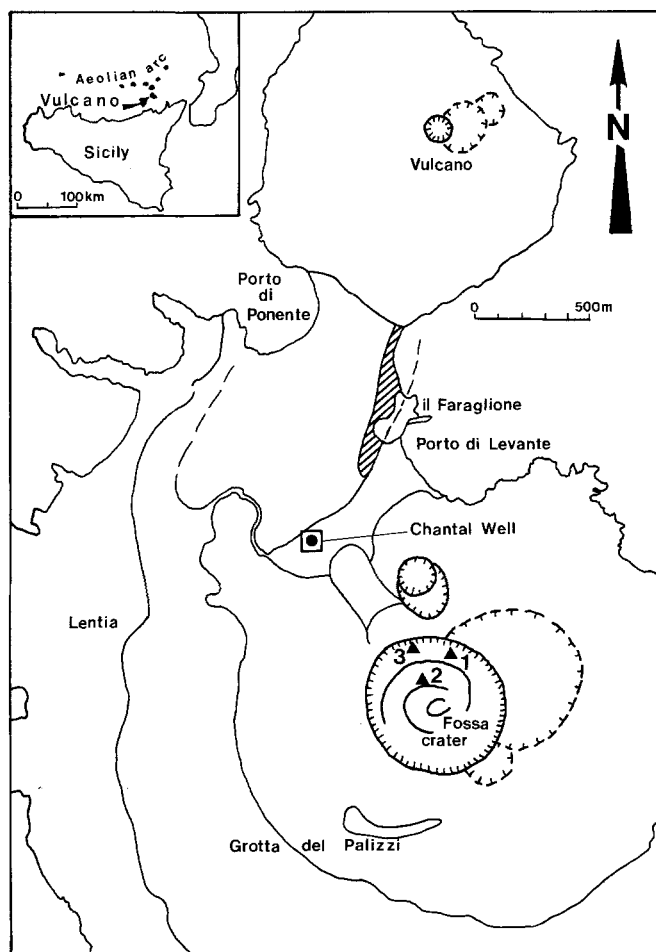 Aeolian arc
Vulcano
Sicily
0 100km
N
Vulcano
Porto
di
Ponente
0 500m
il Faraglione
Porto di Levante
Chantal Well
Lentia
3
1
2
Fossa
crater
Grotta del Palizzi